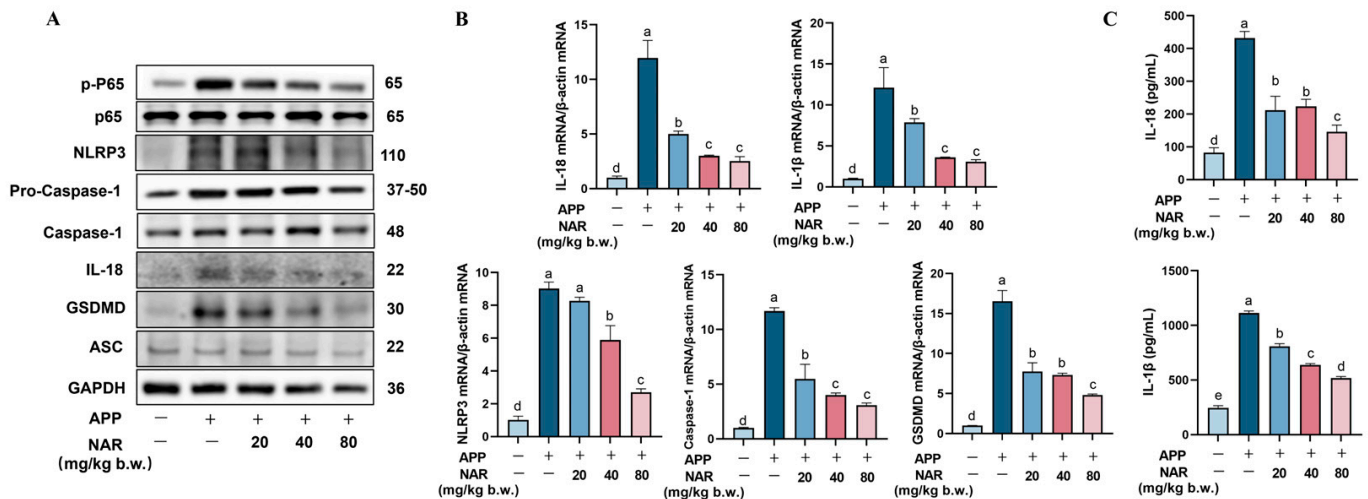 A
p-P65 65
p65 65
NLRP3 110
Pro-Caspase-1 37-50
Caspase-1 48
IL-18 22
GSDMD 30
ASC 22
GAPDH 36
APP — + + + +
NAR — — 20 40 80
(mg/kg b.w.)
B
IL-18 mRNA/β-actin mRNA
15
10
5
0
d a b c c
APP — + + + +
NAR — — 20 40 80
(mg/kg b.w.)
IL-1β mRNA/β-actin mRNA
20
15
10
5
0
d a b c c
APP — + + + +
NAR — — 20 40 80
(mg/kg b.w.)
NLRP3 mRNA/β-actin mRNA
10
8
6
4
2
0
d a a b c
APP — + + + +
NAR — — 20 40 80
(mg/kg b.w.)
Caspase-1 mRNA/β-actin mRNA
15
10
5
0
d a b c c
APP — + + + +
NAR — — 20 40 80
(mg/kg b.w.)
GSDMD mRNA/β-actin mRNA
20
15
10
5
0
d a b b c
APP — + + + +
NAR — — 20 40 80
(mg/kg b.w.)
C
IL-18 (pg/mL)
500
400
300
200
100
0
d a b b c
APP — + + + +
NAR — — 20 40 80
(mg/kg b.w.)
IL-1β (pg/mL)
1500
1000
500
0
e a b c d
APP — + + + +
NAR — — 20 40 80
(mg/kg b.w.)